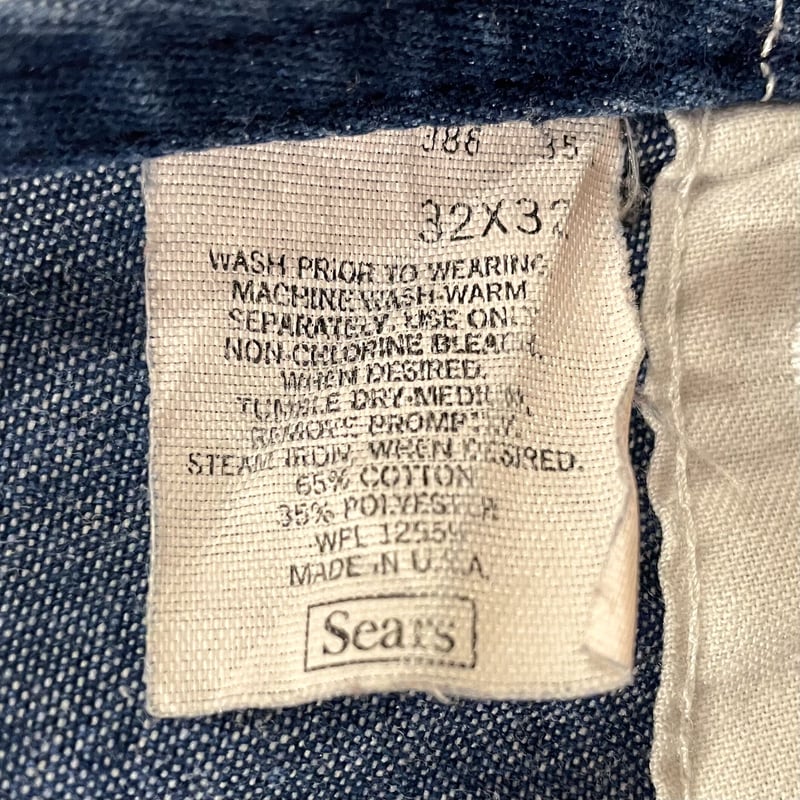 32X32
WASH PRIOR TO WEARING
MACHINE WASH-WARM
SEPARATELY. USE ONLY
NON-CHLORINE BLEACH,
WHEN DESIRED.
TUMBLE DRY-MEDIUM,
REMOVE PROMPTLY.
STEAM IRON, WHEN DESIRED.
65% COTTON
35% POLYESTER
WPL
MADE IN U.S.A.
Sears